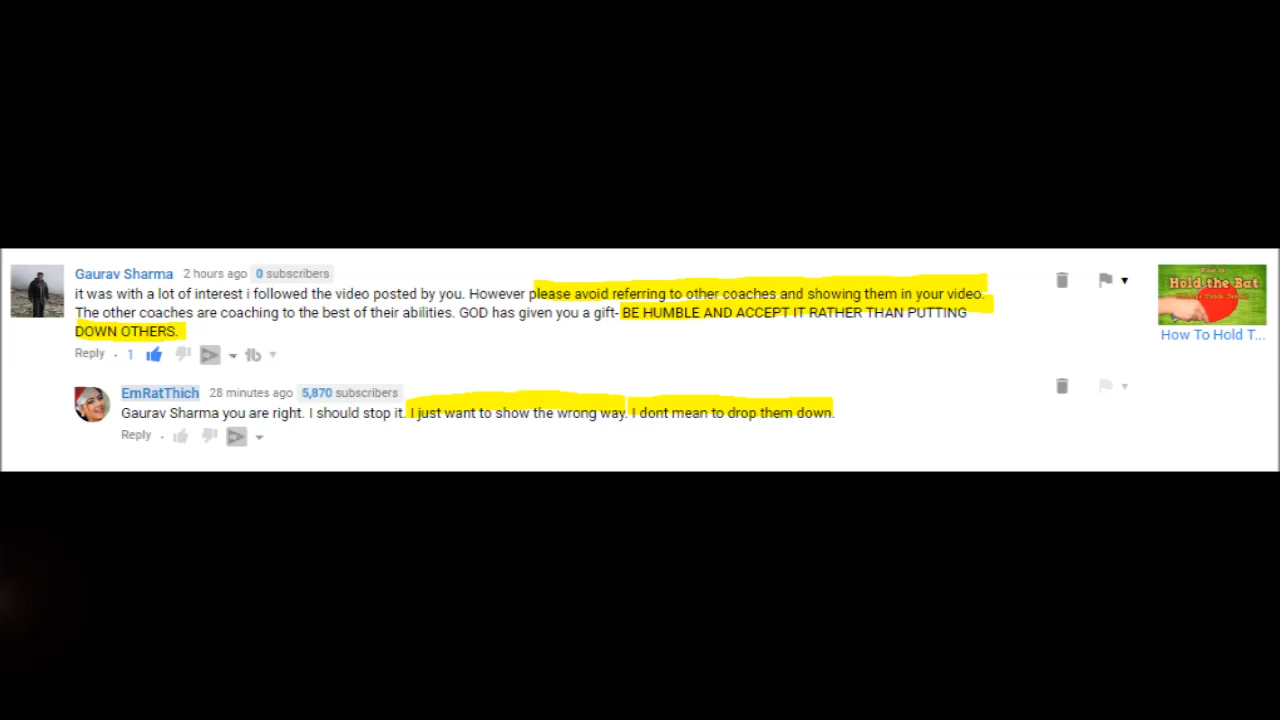 Gaurav Sharma 2 hours ago 0 subscribers
it was with a lot of interest i followed the video posted by you. However please avoid referring to other coaches and showing them in your video.
The other coaches are coaching to the best of their abilities. GOD has given you a gift- BE HUMBLE AND ACCEPT IT RATHER THAN PUTTING
DOWN OTHERS.
Reply . 1
Hold the Bat
How To Hold T...
EmRatThich 28 minutes ago 5,870 subscribers
Gaurav Sharma you are right. I should stop it. I just want to show the wrong way. I dont mean to drop them down.
Reply .